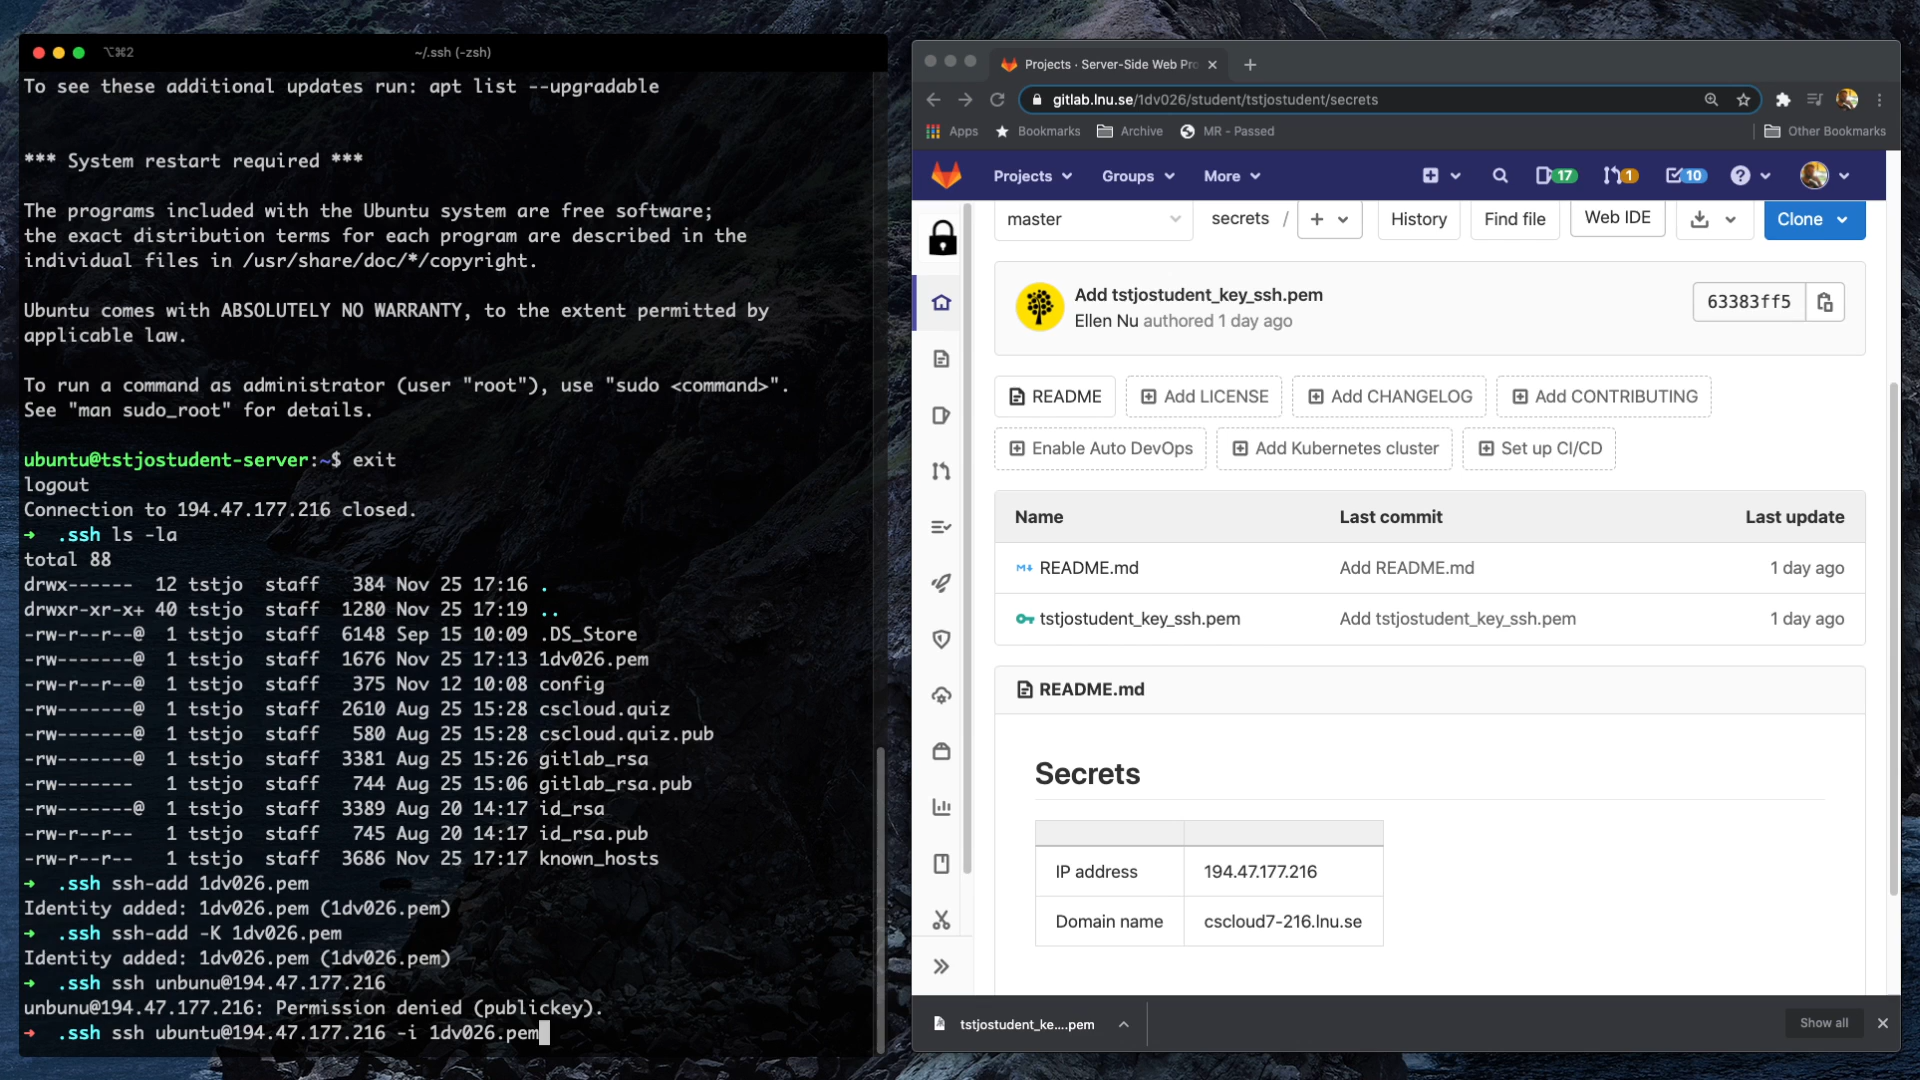 ⌥⌘2
~/.ssh (-zsh)
To see these additional updates run: apt list --upgradable
*** System restart required ***
The programs included with the Ubuntu system are free software;
the exact distribution terms for each program are described in the
individual files in /usr/share/doc/*/copyright.
Ubuntu comes with ABSOLUTELY NO WARRANTY, to the extent permitted by
applicable law.
To run a command as administrator (user "root"), use "sudo <command>".
See "man sudo_root" for details.
ubuntu@tstjostudent-server:~$ exit
logout
Connection to 194.47.177.216 closed.
→ .ssh ls -la
total 88
drwx------ 12 tstjo staff 384 Nov 25 17:16 .
drwxr-xr-x+ 40 tstjo staff 1280 Nov 25 17:19 ..
-rw-r--r--@ 1 tstjo staff 6148 Sep 15 10:09 .DS_Store
-rw-------@ 1 tstjo staff 1676 Nov 25 17:13 1dv026.pem
-rw-r--r--@ 1 tstjo staff 375 Nov 12 10:08 config
-rw-------@ 1 tstjo staff 2610 Aug 25 15:28 cscloud.quiz
-rw-------@ 1 tstjo staff 580 Aug 25 15:28 cscloud.quiz.pub
-rw-------@ 1 tstjo staff 3381 Aug 25 15:26 gitlab_rsa
-rw------- 1 tstjo staff 744 Aug 25 15:06 gitlab_rsa.pub
-rw-------@ 1 tstjo staff 3389 Aug 20 14:17 id_rsa
-rw-r--r-- 1 tstjo staff 745 Aug 20 14:17 id_rsa.pub
-rw-r--r-- 1 tstjo staff 3686 Nov 25 17:17 known_hosts
→ .ssh ssh-add 1dv026.pem
Identity added: 1dv026.pem (1dv026.pem)
→ .ssh ssh-add -K 1dv026.pem
Identity added: 1dv026.pem (1dv026.pem)
→ .ssh ssh unbunu@194.47.177.216
unbunu@194.47.177.216: Permission denied (publickey).
→ .ssh ssh ubuntu@194.47.177.216 -i 1dv026.pem
Projects · Server-Side Web Pro
gitlab.lnu.se/1dv026/student/tstjostudent/secrets
Apps Bookmarks Archive MR - Passed Other Bookmarks
Projects Groups More 17 1 10
master secrets / + History Find file Web IDE Clone
Add tstjostudent_key_ssh.pem
Ellen Nu authored 1 day ago
63383ff5
README Add LICENSE Add CHANGELOG Add CONTRIBUTING
Enable Auto DevOps Add Kubernetes cluster Set up CI/CD
Name Last commit Last update
M↓ README.md Add README.md 1 day ago
tstjostudent_key_ssh.pem Add tstjostudent_key_ssh.pem 1 day ago
README.md
Secrets
IP address 194.47.177.216
Domain name cscloud7-216.lnu.se
tstjostudent_ke....pem
Show all